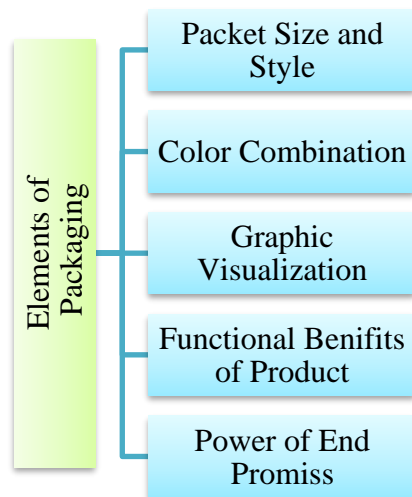 Elements of
Packaging
Packet Size and
Style
Color Combination
Graphic
Visualization
Functional Benifits
of Product
Power of End
Promiss